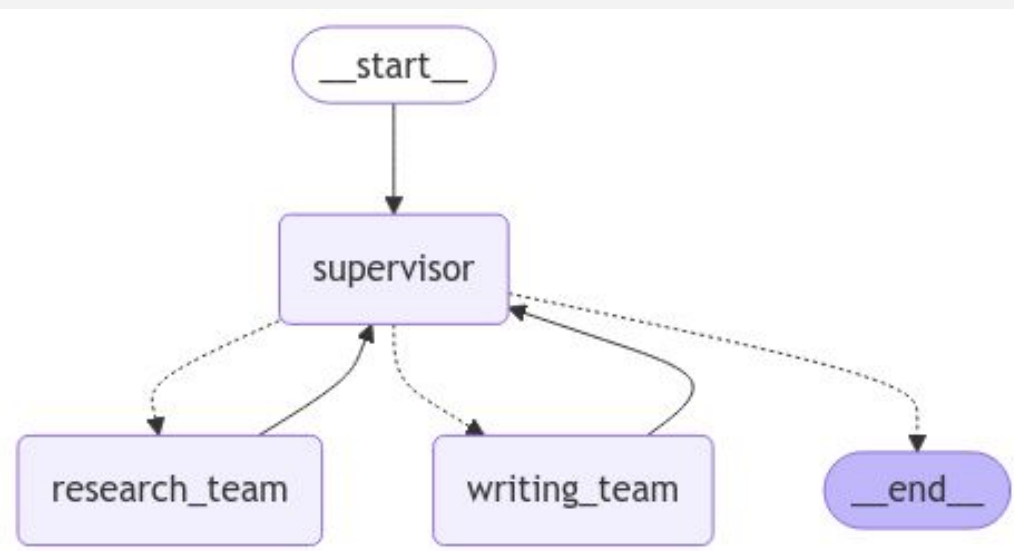 __start__
supervisor
research_team
writing_team
__end__